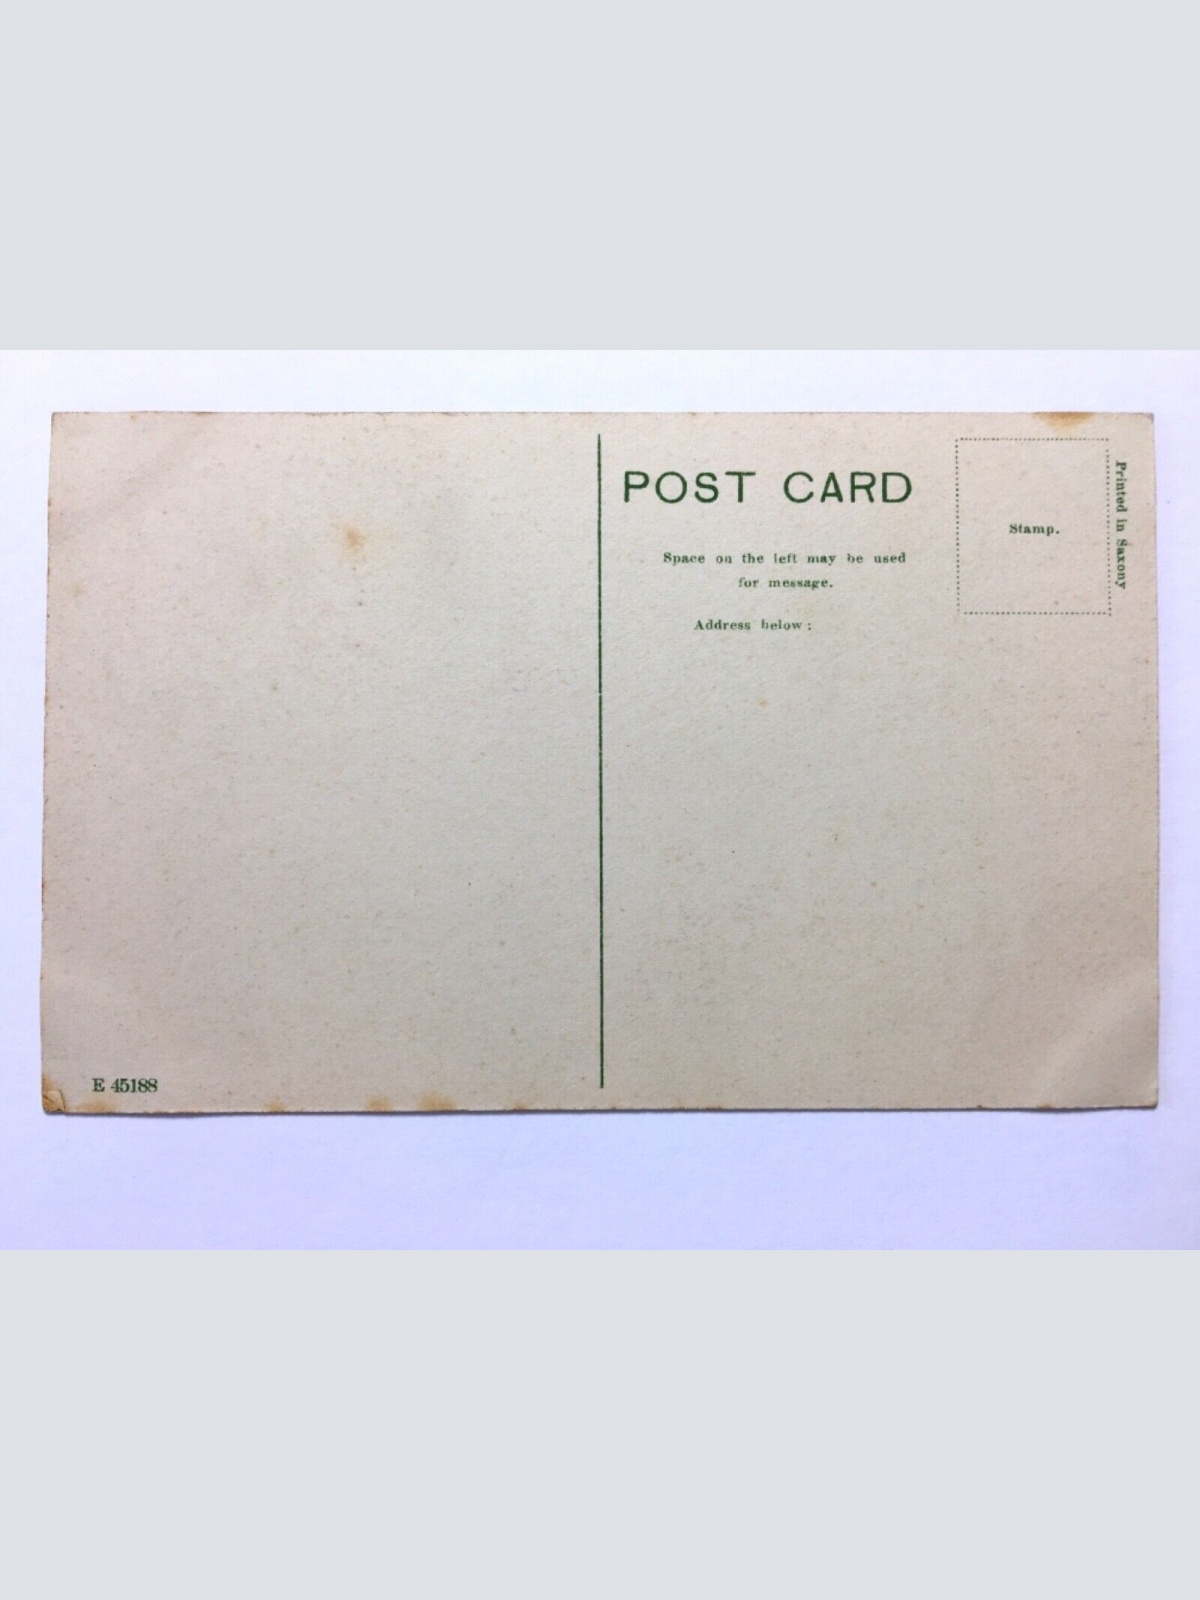 POST CARD
Space on the left may be used
for message.
Address below :
Stamp.
Printed in Saxony
E 45188